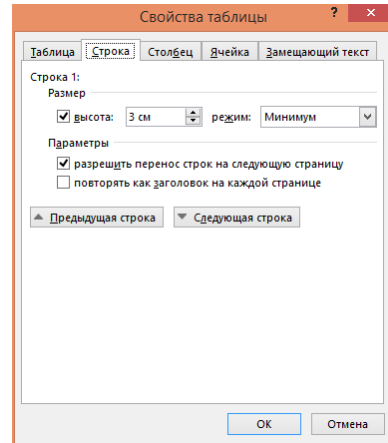 Свойства таблицы ? ×
Таблица Строка Столбец Ячейка Замещающий текст
Строка 1:
Размер
высота: 3 см режим: Минимум
Параметры
разрешить перенос строк на следующую страницу
повторять как заголовок на каждой странице
Предыдущая строка Следующая строка
ОК Отмена